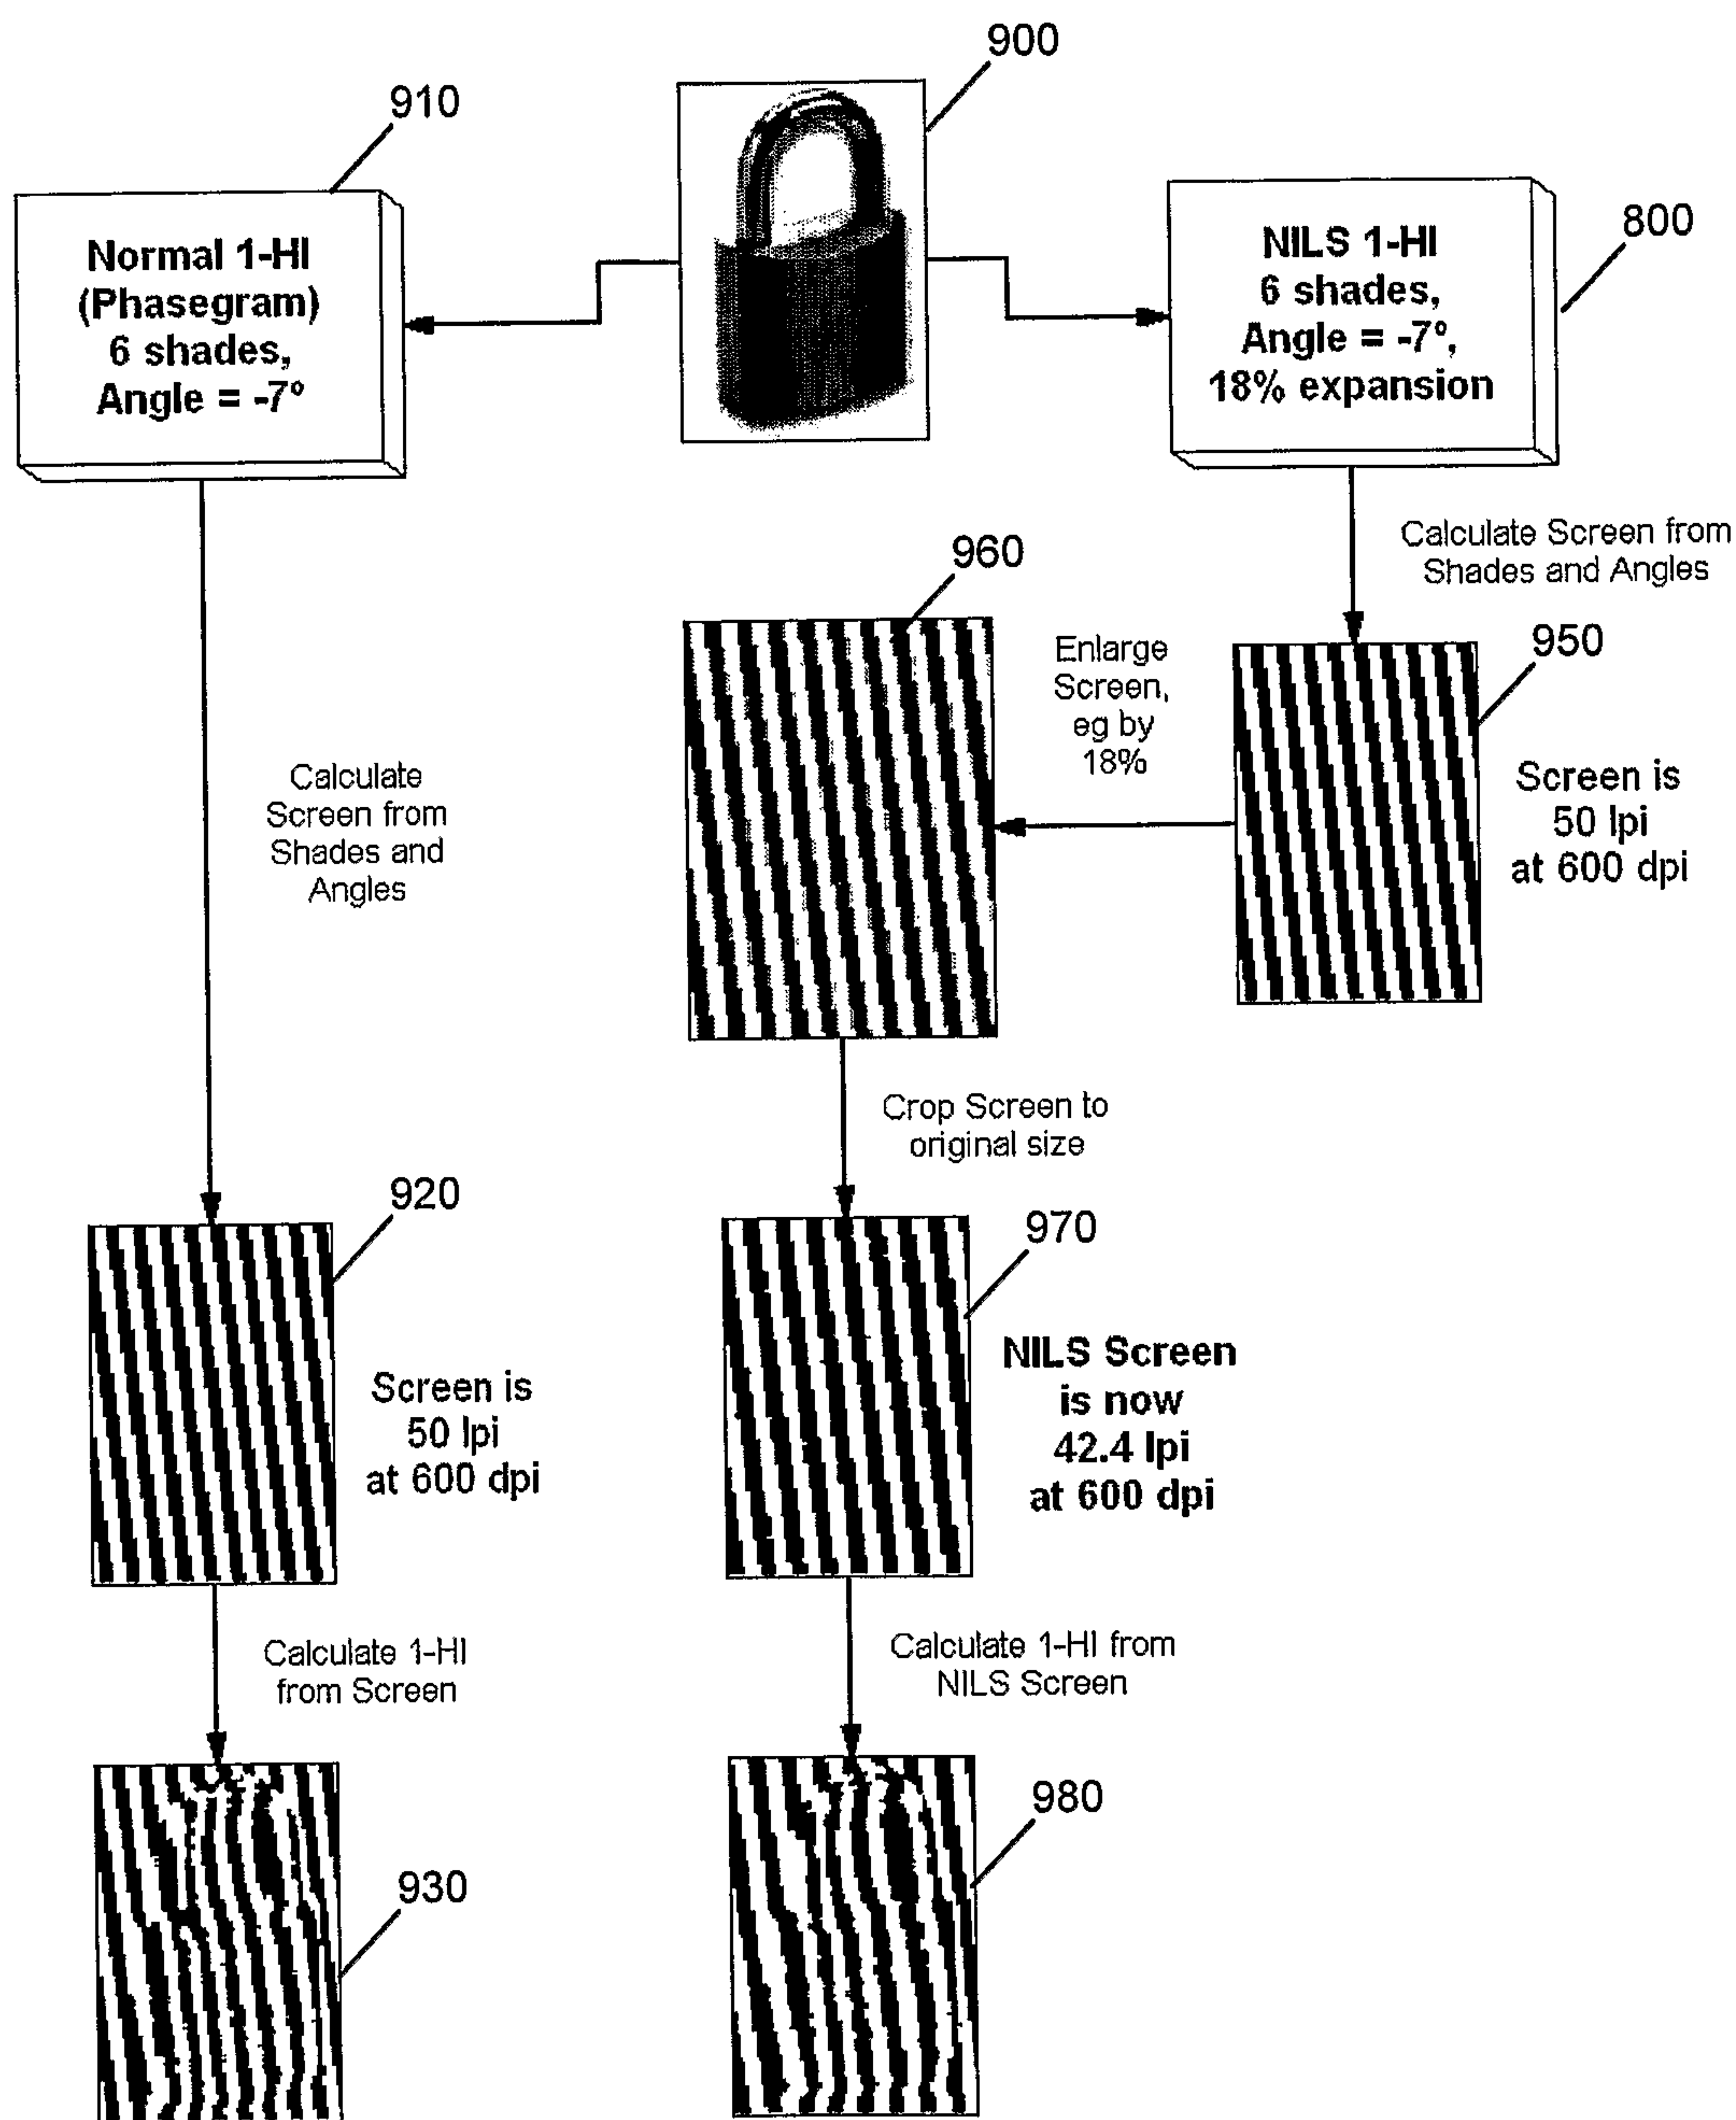 900
910
Normal 1-HI
(Phasegram)
6 shades,
Angle = -7º
800
NILS 1-HI
6 shades,
Angle = -7º,
18% expansion
Calculate Screen from
Shades and Angles
960
Enlarge
Screen,
eg by
18%
950
Screen is
50 lpi
at 600 dpi
Calculate
Screen from
Shades and
Angles
Crop Screen to
original size
920
Screen is
50 lpi
at 600 dpi
970
NILS Screen
is now
42.4 lpi
at 600 dpi
Calculate 1-HI
from Screen
Calculate 1-HI from
NILS Screen
930
980